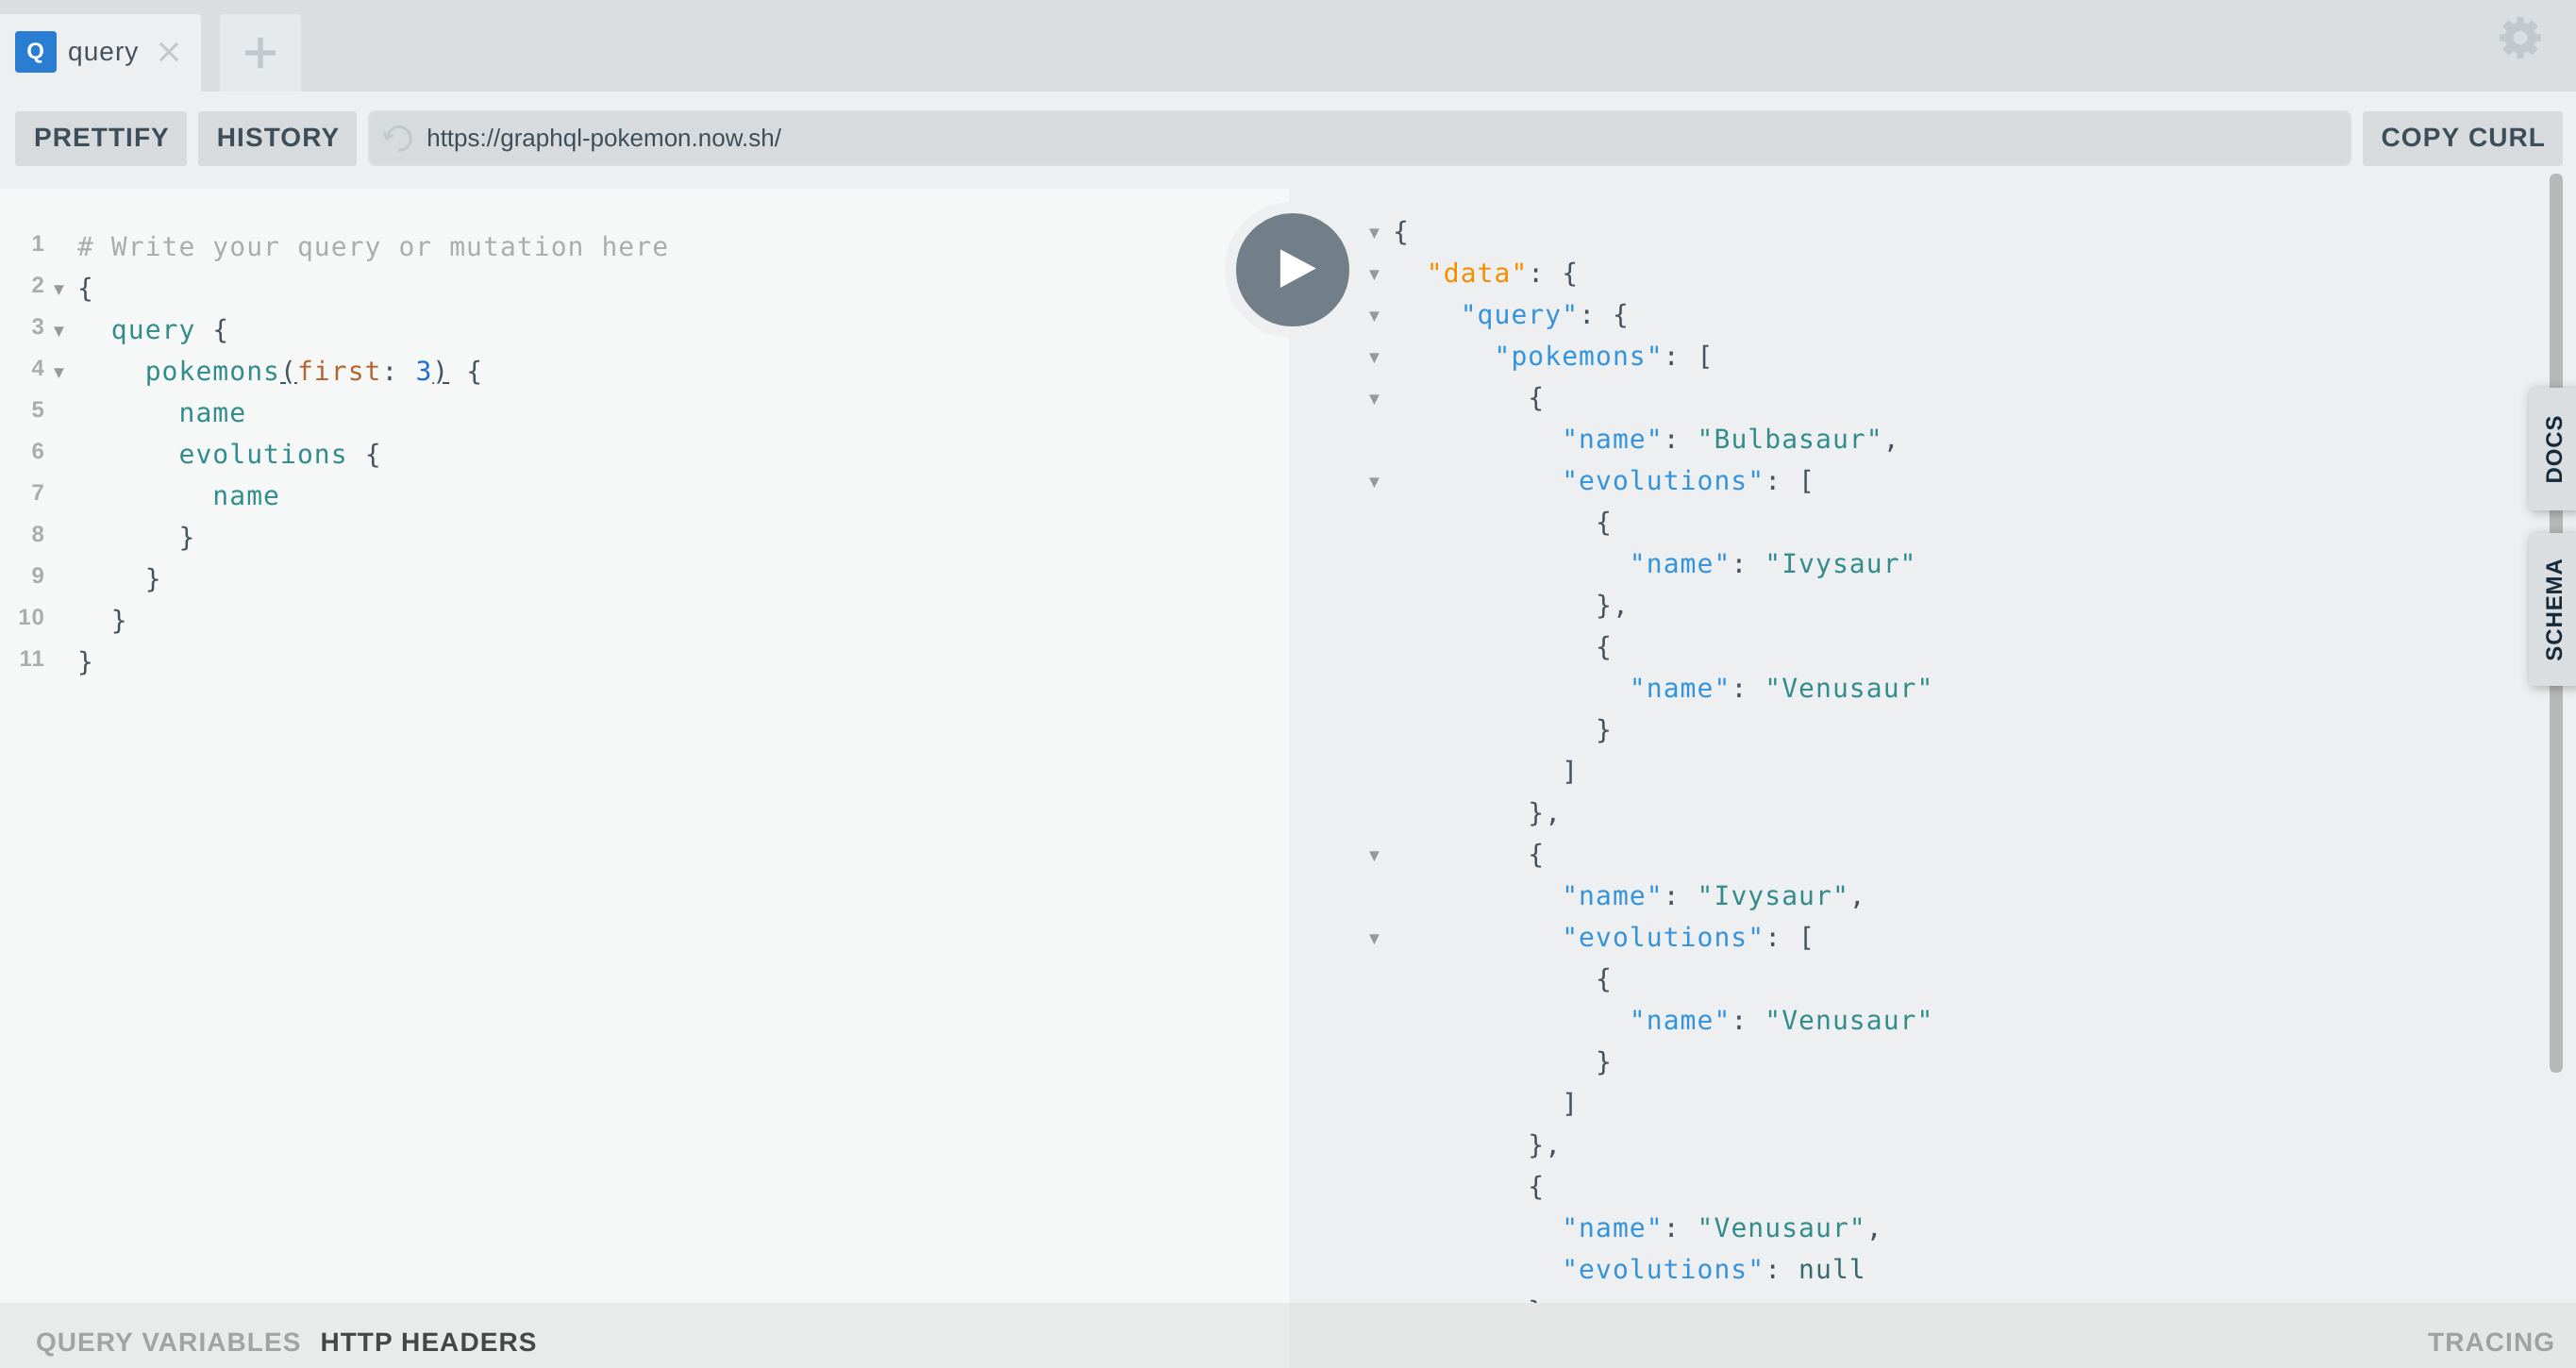 Q query
PRETTIFY HISTORY https://graphql-pokemon.now.sh/ COPY CURL
1 # Write your query or mutation here
2 {
3   query {
4     pokemons(first: 3) {
5       name
6       evolutions {
7         name
8       }
9     }
10   }
11 }
{
  "data": {
    "query": {
      "pokemons": [
        {
          "name": "Bulbasaur",
          "evolutions": [
            {
              "name": "Ivysaur"
            },
            {
              "name": "Venusaur"
            }
          ]
        },
        {
          "name": "Ivysaur",
          "evolutions": [
            {
              "name": "Venusaur"
            }
          ]
        },
        {
          "name": "Venusaur",
          "evolutions": null
DOCS
SCHEMA
QUERY VARIABLES HTTP HEADERS
TRACING